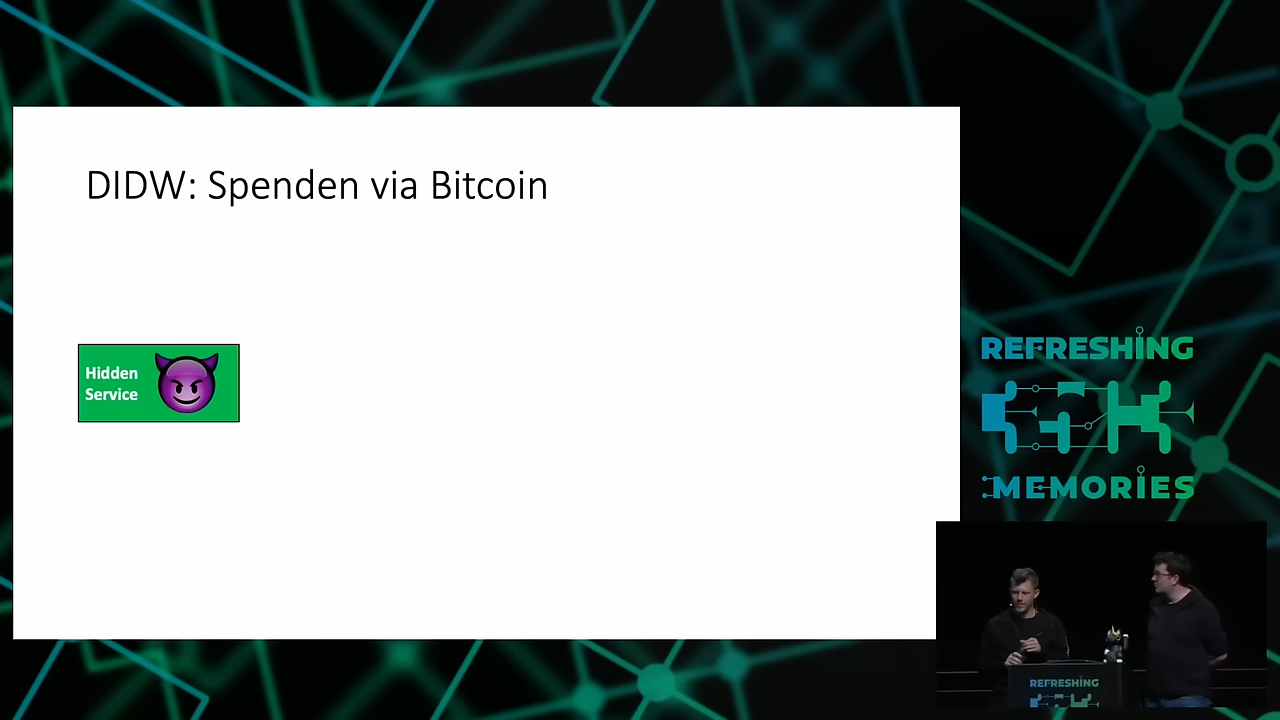 DIDW: Spenden via Bitcoin
Hidden
Service
REFRESHING
MEMORIES
REFRESHING